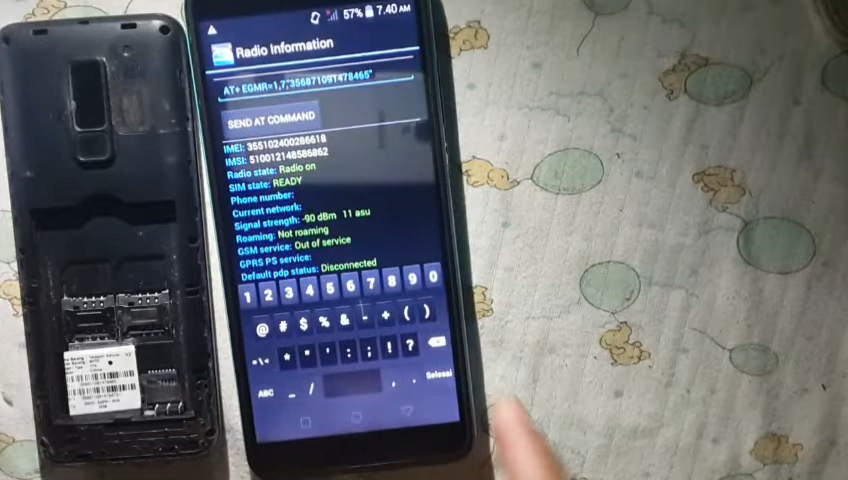 57% 7.40 AM
Radio Information
AT+ EGMR=1,7,"356871091478465"
SEND AT COMMAND
IMEI: 355102400286618
IMSI: 510012148586862
Radio state: Radio on
SIM state: READY
Phone number:
Current network:
Signal strength: -90 dBm 11 asu
Roaming: Not roaming
GSM service: Out of service
GPRS PS service:
Default pdp status: Disconnected
1 2 3 4 5 6 7 8 9 0
@ # $ % & - + ( )
=\< * " ' : ; ! ?
ABC _ / , . Selesai